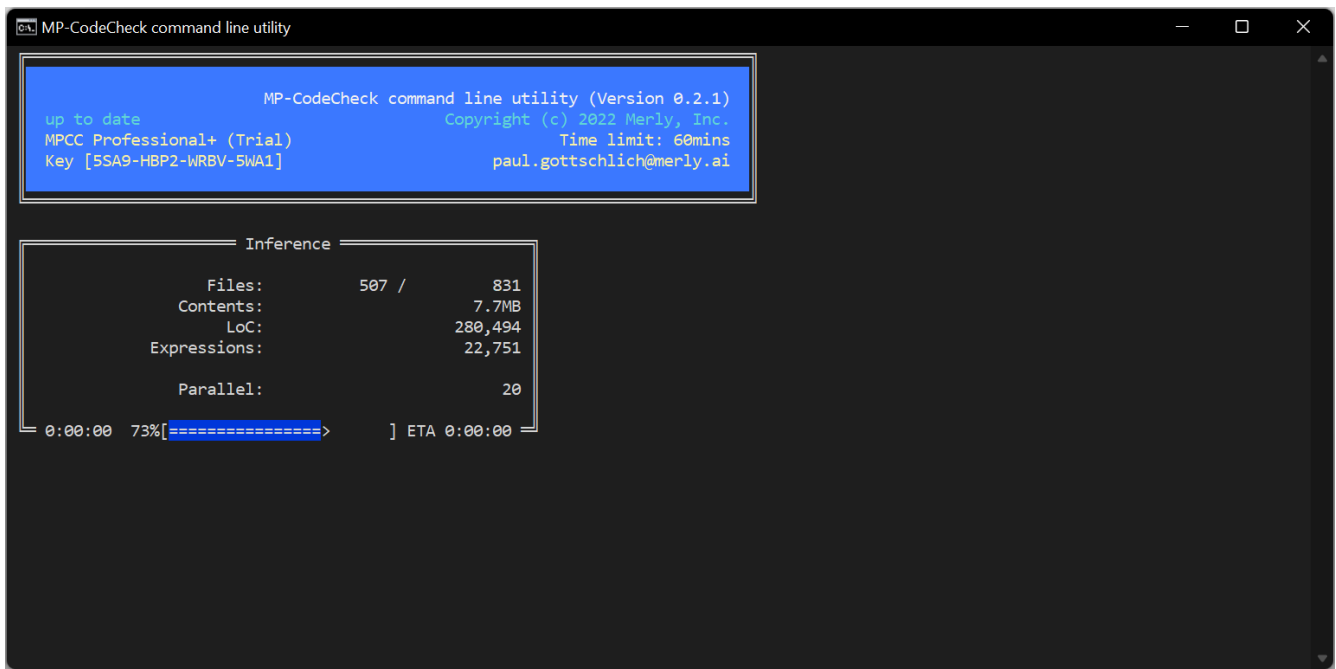 MP-CodeCheck command line utility
MP-CodeCheck command line utility (Version 0.2.1)
up to date Copyright (c) 2022 Merly, Inc.
MPCC Professional+ (Trial) Time limit: 60mins
Key [5SA9-HBP2-WRBV-5WA1] paul.gottschlich@merly.ai
Inference
Files: 507 / 831
Contents: 7.7MB
LoC: 280,494
Expressions: 22,751
Parallel: 20
0:00:00 73%[================> ] ETA 0:00:00